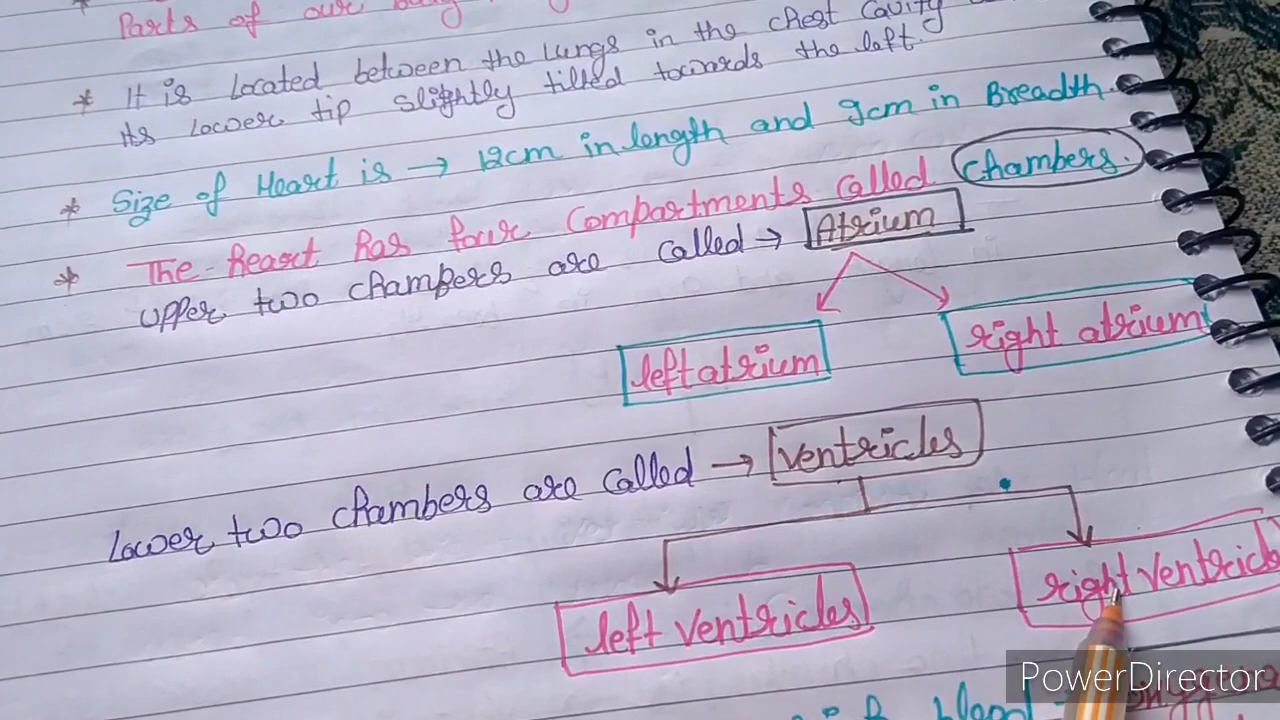 Parts of our body
* It is located between the lungs in the chest cavity
its lower tip slightly tilted towards the left.
* Size of Heart is → 12cm in length and 9cm in Breadth.
* The heart has four compartments called chambers.
upper two chambers are called → Atrium
left atrium
right atrium
lower two chambers are called → ventricles
left ventricles
right ventricle
blood
PowerDirector